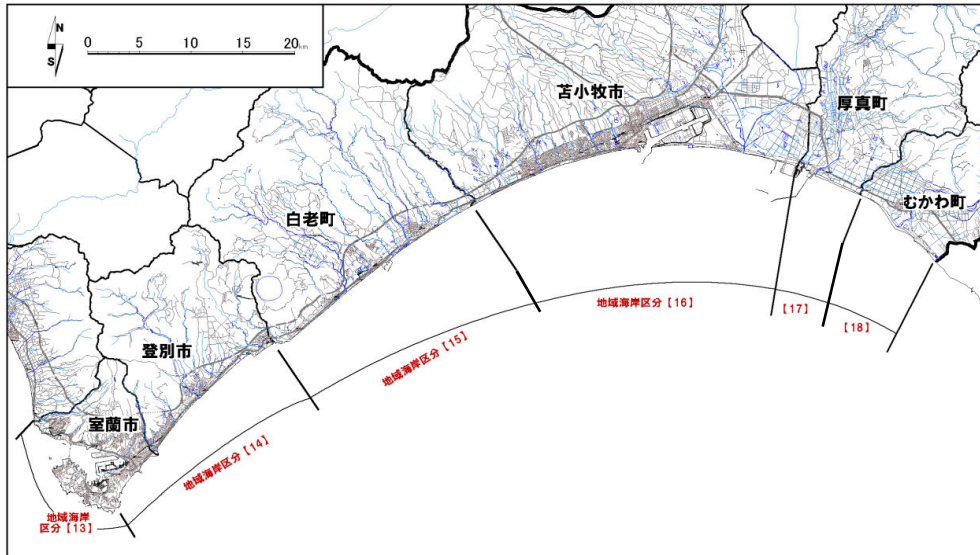 N
S
0 5 10 15 20 km
苫小牧市
厚真町
むかわ町
白老町
登別市
室蘭市
地域海岸区分【16】
【17】
【18】
地域海岸区分【15】
地域海岸区分【14】
地域海岸
区分【13】